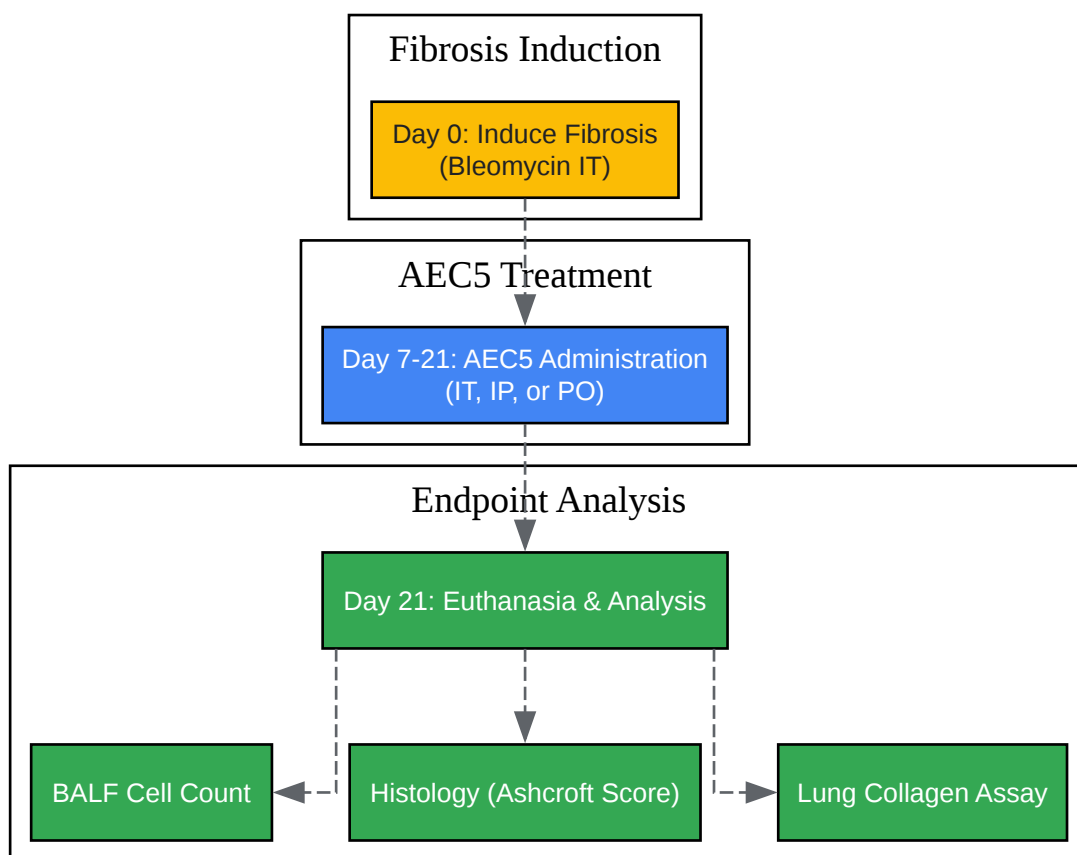 Fibrosis Induction
Day 0: Induce Fibrosis
(Bleomycin IT)
AEC5 Treatment
Day 7-21: AEC5 Administration
(IT, IP, or PO)
Endpoint Analysis
Day 21: Euthanasia & Analysis
BALF Cell Count
Histology (Ashcroft Score)
Lung Collagen Assay